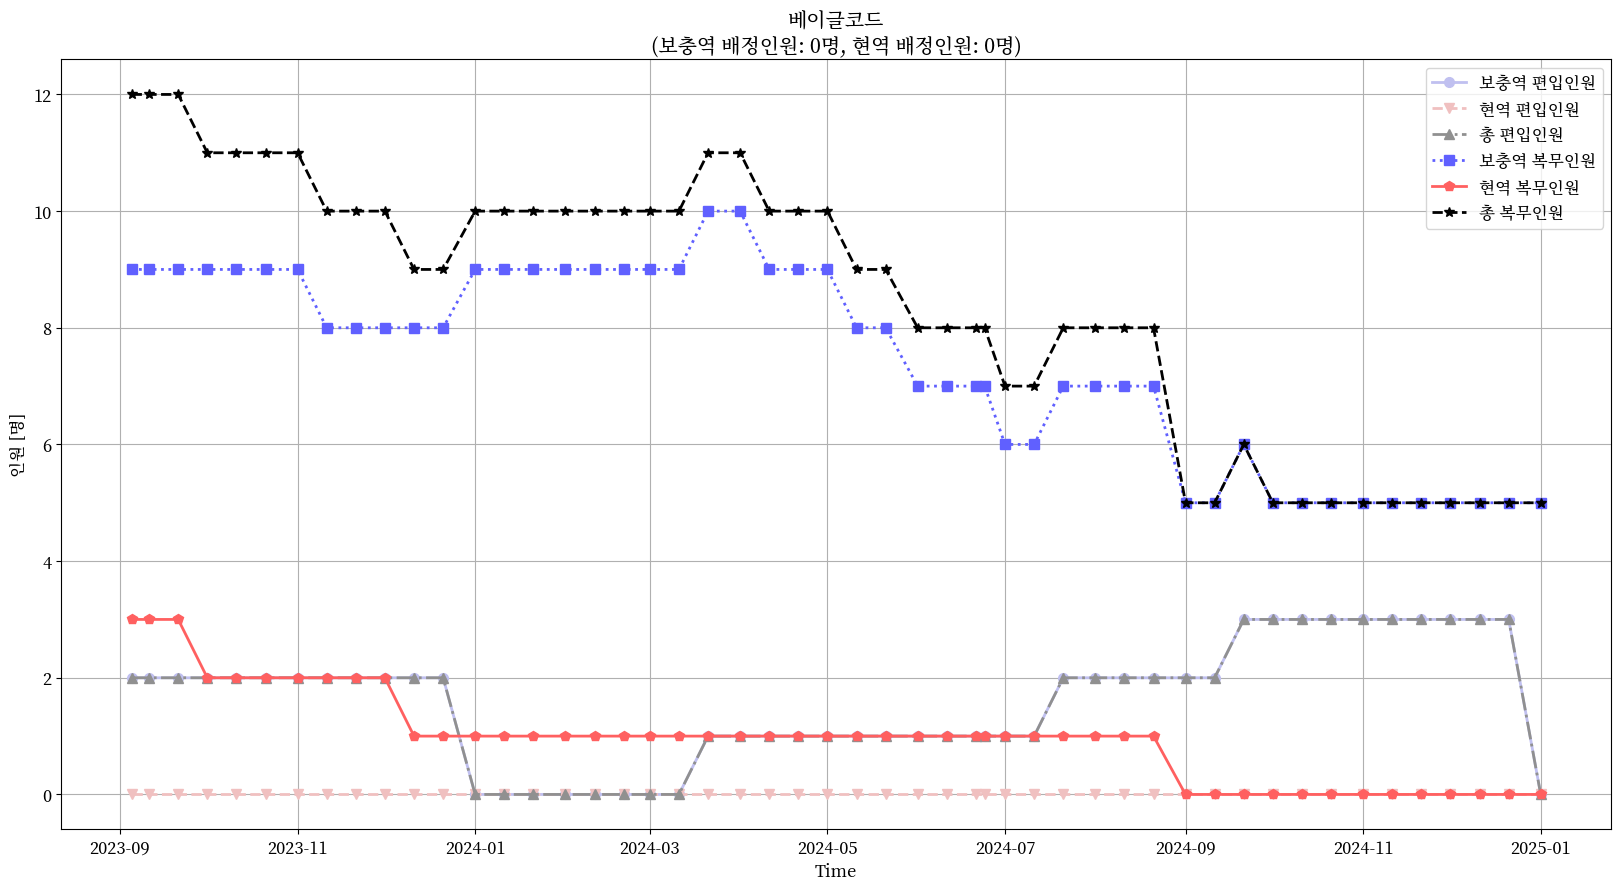 베이글코드
(보충역 배정인원: 0명, 현역 배정인원: 0명)
보충역 편입인원
현역 편입인원
총 편입인원
보충역 복무인원
현역 복무인원
총 복무인원
인원 [명]
12
10
8
6
4
2
0
2023-09
2023-11
2024-01
2024-03
2024-05
2024-07
2024-09
2024-11
2025-01
Time